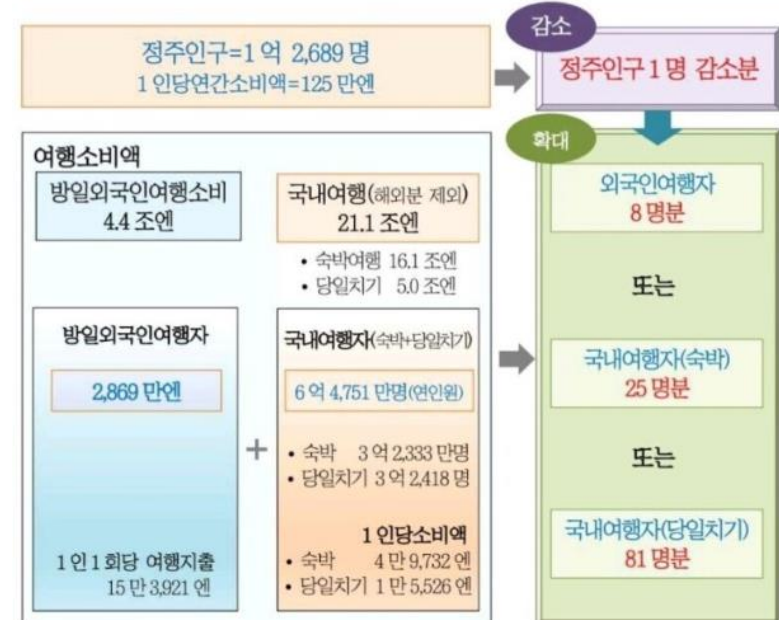 정주인구=1 억 2,689 명
1 인당연간소비액=125 만엔
감소
정주인구 1 명 감소분
여행소비액
방일외국인여행소비
4.4 조엔
국내여행(해외분 제외)
21.1 조엔
• 숙박여행 16.1 조엔
• 당일치기 5.0 조엔
방일외국인여행자
2,869 만엔
1 인 1 회당 여행지출
15 만 3,921 엔
+
국내여행자(숙박+당일치기)
6 억 4,751 만명(연인원)
• 숙박 3 억 2,333 만명
• 당일치기 3 억 2,418 명
1 인당소비액
• 숙박 4 만 9,732 엔
• 당일치기 1 만 5,526 엔
확대
외국인여행자
8 명분
또는
국내여행자(숙박)
25 명분
또는
국내여행자(당일치기)
81 명분